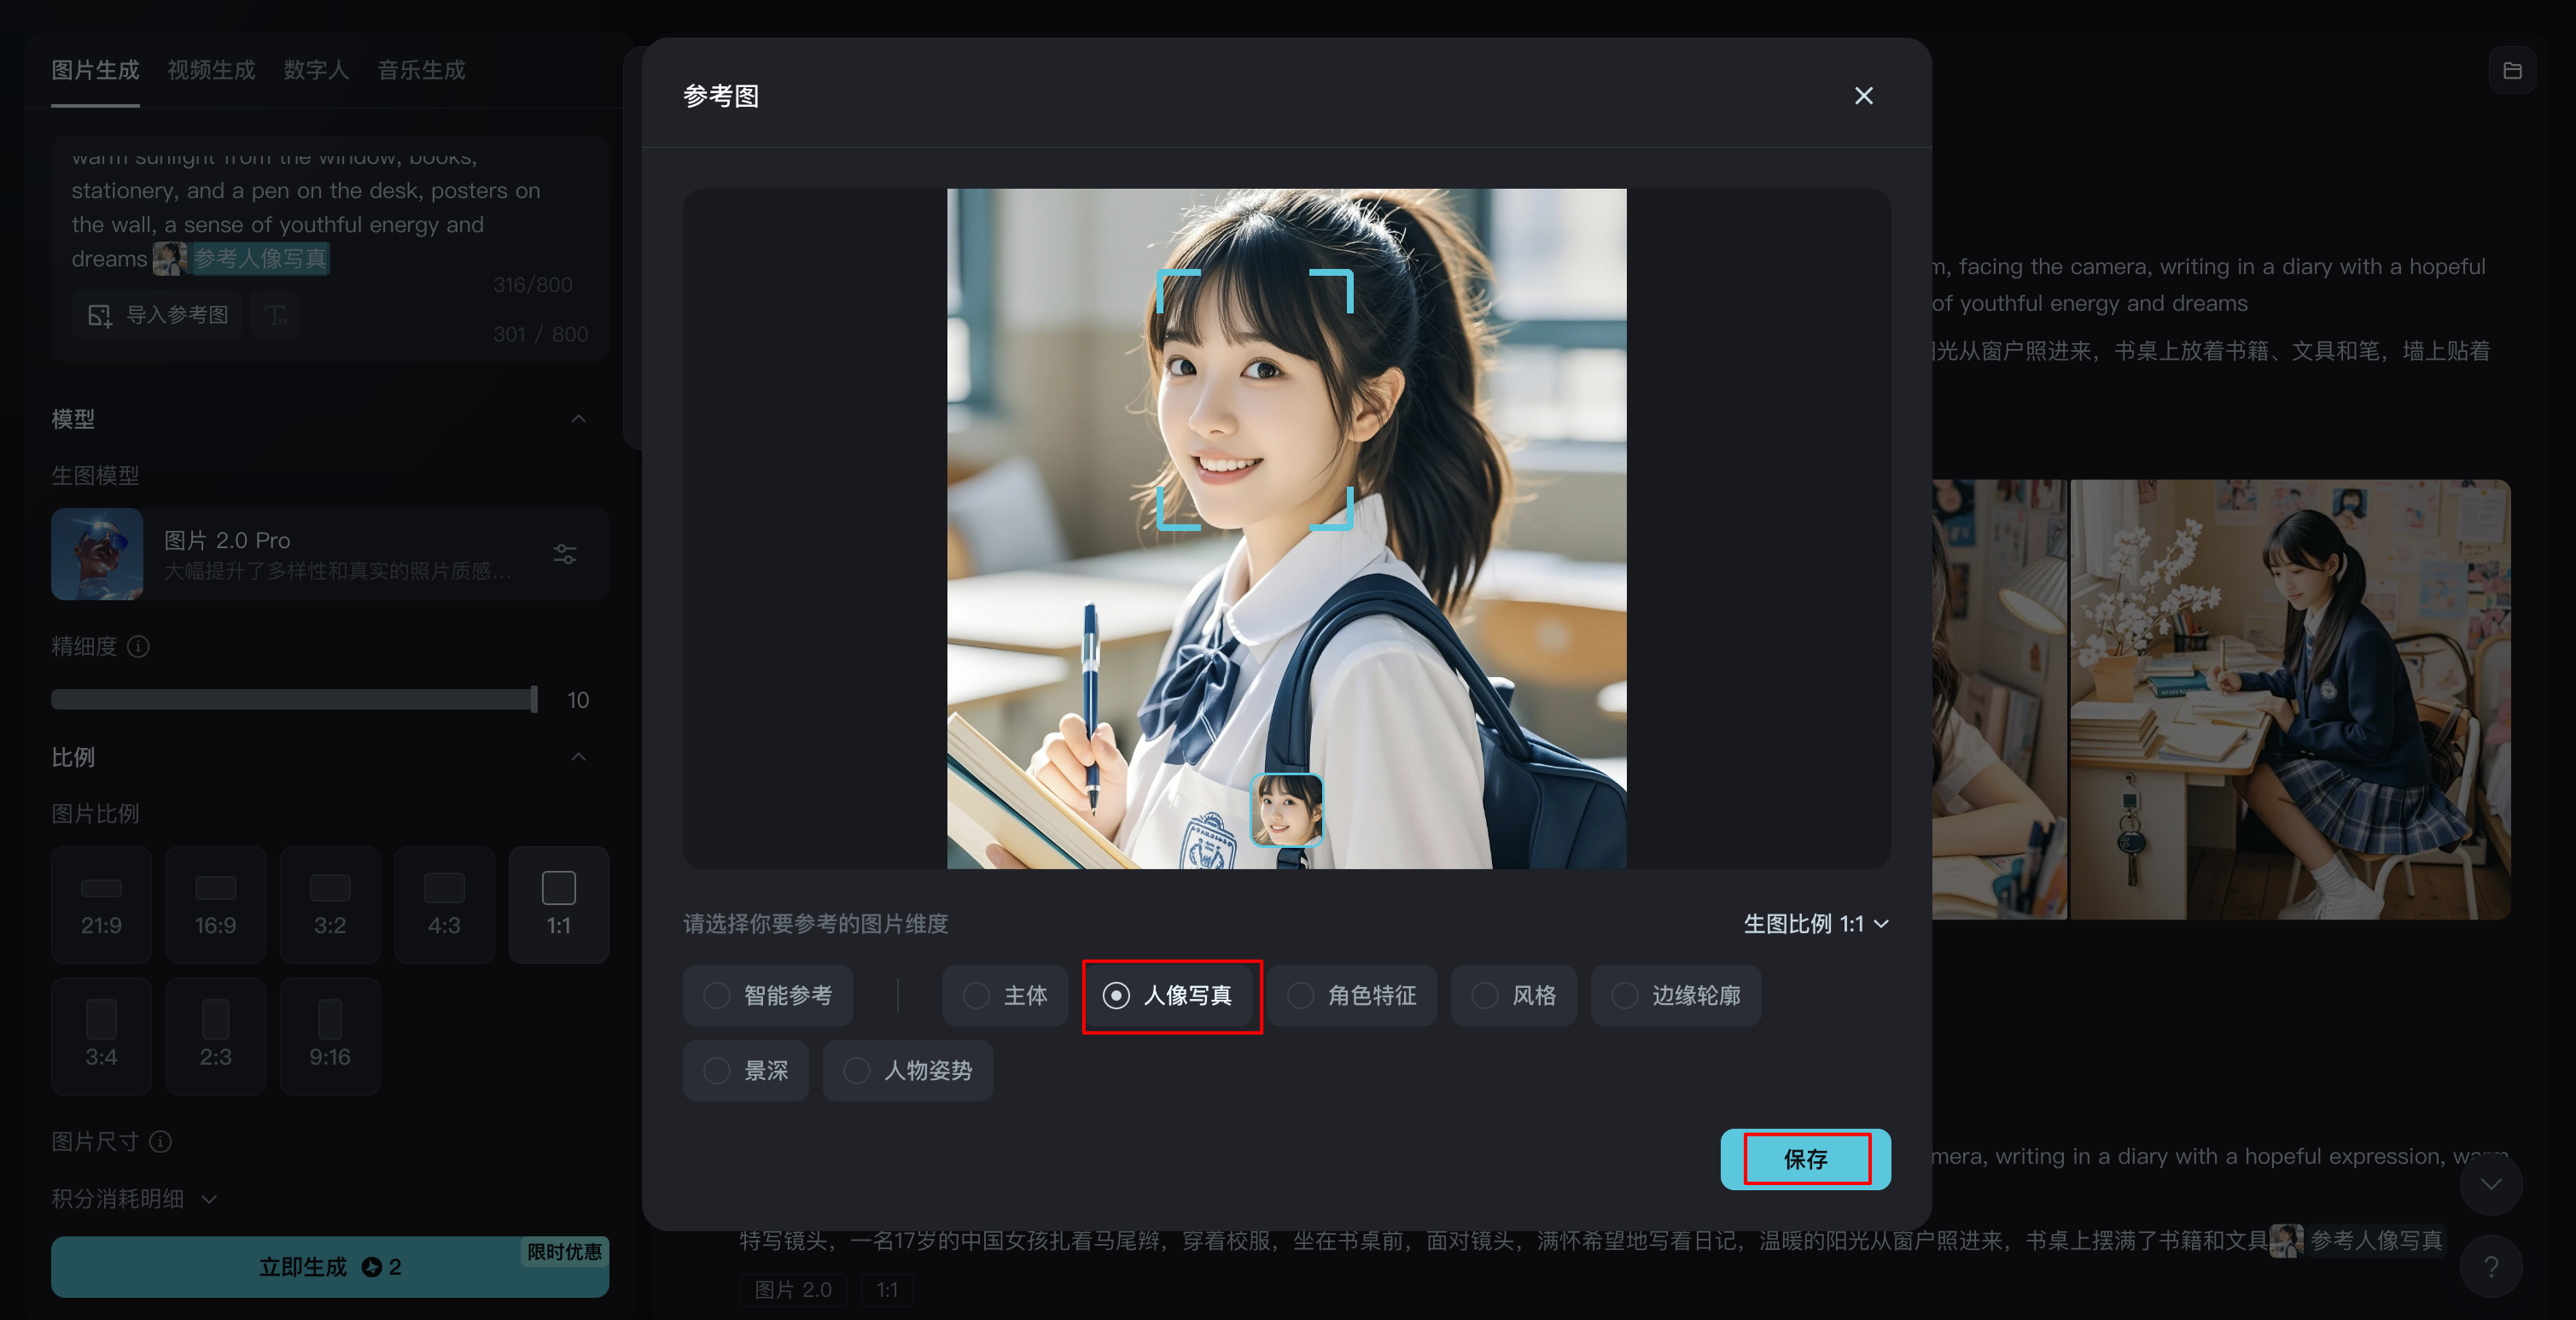 图片生成 视频生成 数字人 音乐生成
warm sunlight from the window, books,
stationery, and a pen on the desk, posters on
the wall, a sense of youthful energy and
dreams 参考人像写真
316/800
导入参考图
301 / 800
模型
生图模型
图片 2.0 Pro
大幅提升了多样性和真实的照片质感...
精细度
10
比例
图片比例
21:9 16:9 3:2 4:3 1:1
3:4 2:3 9:16
图片尺寸
积分消耗明细
立即生成 2
限时优惠
参考图
请选择你要参考的图片维度
生图比例 1:1
智能参考 主体 人像写真 角色特征 风格 边缘轮廓
景深 人物姿势
保存
m, facing the camera, writing in a diary with a hopeful
of youthful energy and dreams
光从窗户照进来，书桌上放着书籍、文具和笔，墙上贴着
mera, writing in a diary with a hopeful expression, warm
特写镜头，一名17岁的中国女孩扎着马尾辫，穿着校服，坐在书桌前，面对镜头，满怀希望地写着日记，温暖的阳光从窗户照进来，书桌上摆满了书籍和文具 参考人像写真
图片 2.0 1:1
?